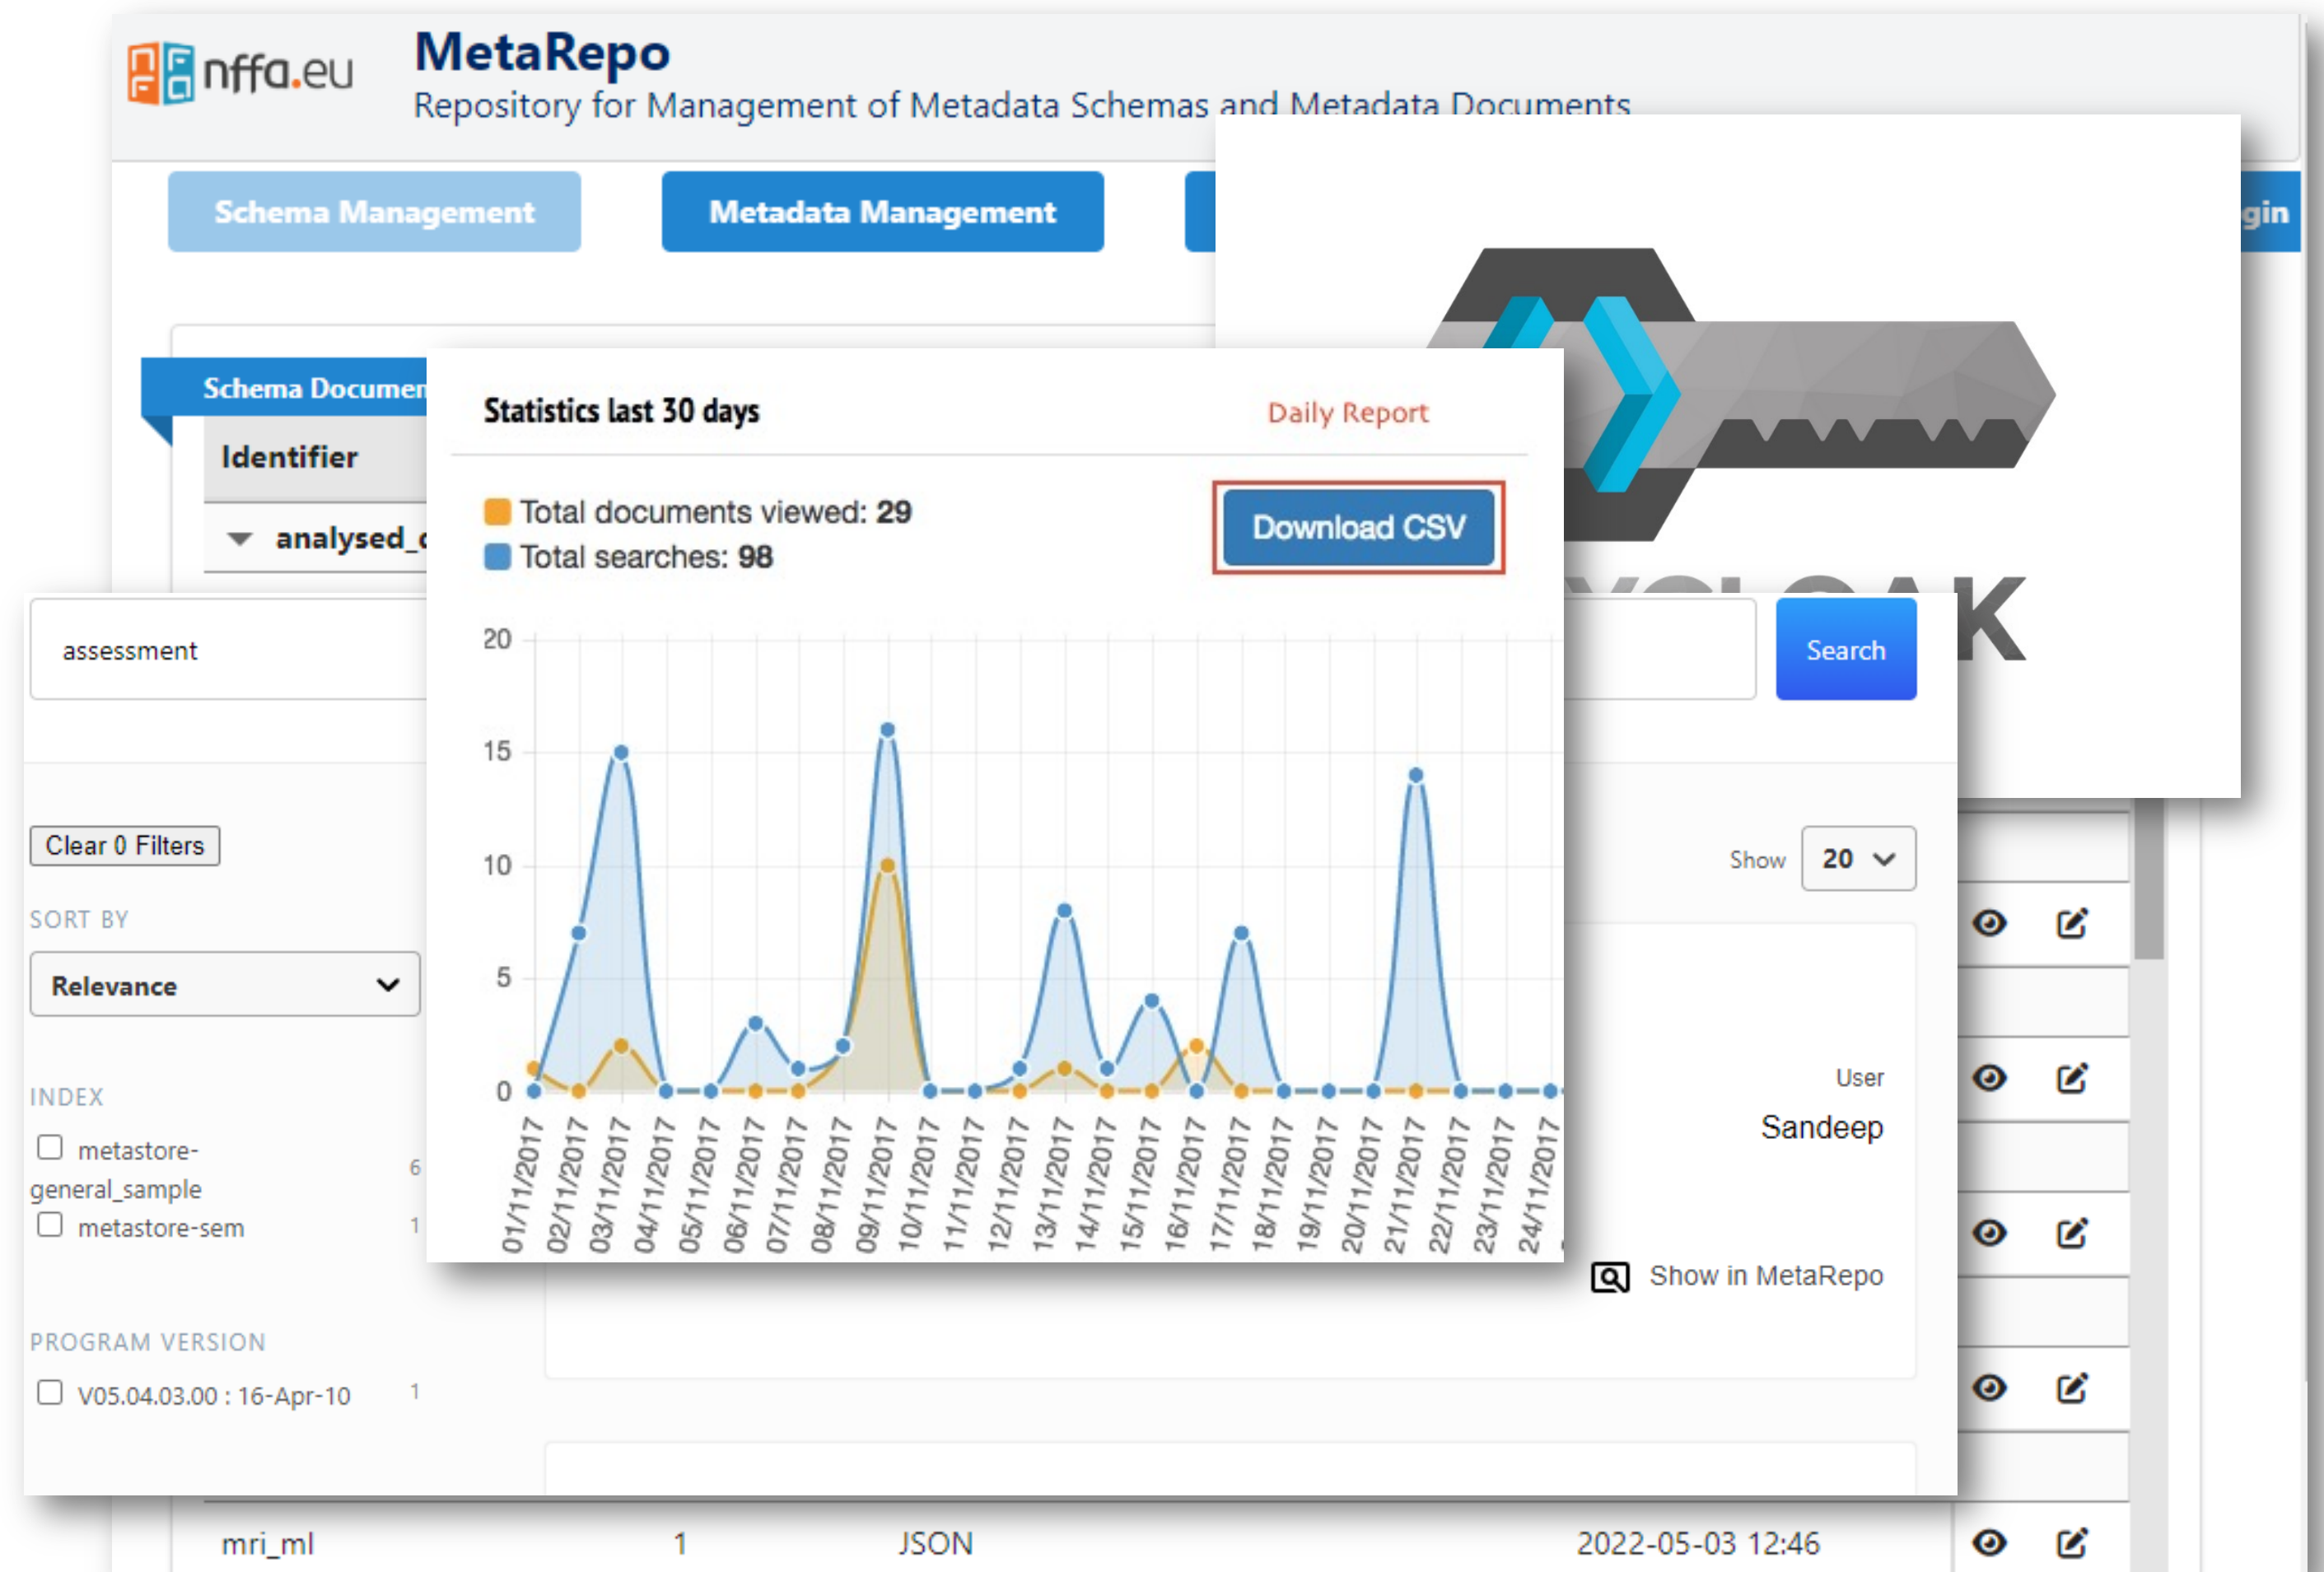 nffa.eu
MetaRepo
Repository for Management of Metadata Schemas and Metadata Documents
Schema Management
Metadata Management
Identifier
Statistics last 30 days
Daily Report
Total documents viewed: 29
Total searches: 98
Download CSV
20
15
10
5
0
01/11/2017
02/11/2017
03/11/2017
04/11/2017
05/11/2017
06/11/2017
07/11/2017
08/11/2017
09/11/2017
10/11/2017
11/11/2017
12/11/2017
13/11/2017
14/11/2017
15/11/2017
16/11/2017
17/11/2017
18/11/2017
19/11/2017
20/11/2017
21/11/2017
22/11/2017
23/11/2017
24/11/2017
Schema
assessment
Search
Clear 0 Filters
Show 20
SORT BY
Relevance
INDEX
metastore-
general_sample 6
metastore-sem 1
PROGRAM VERSION
V05.04.03.00 : 16-Apr-10 1
User
Sandeep
Show in MetaRepo
mri_ml 1 JSON 2022-05-03 12:46